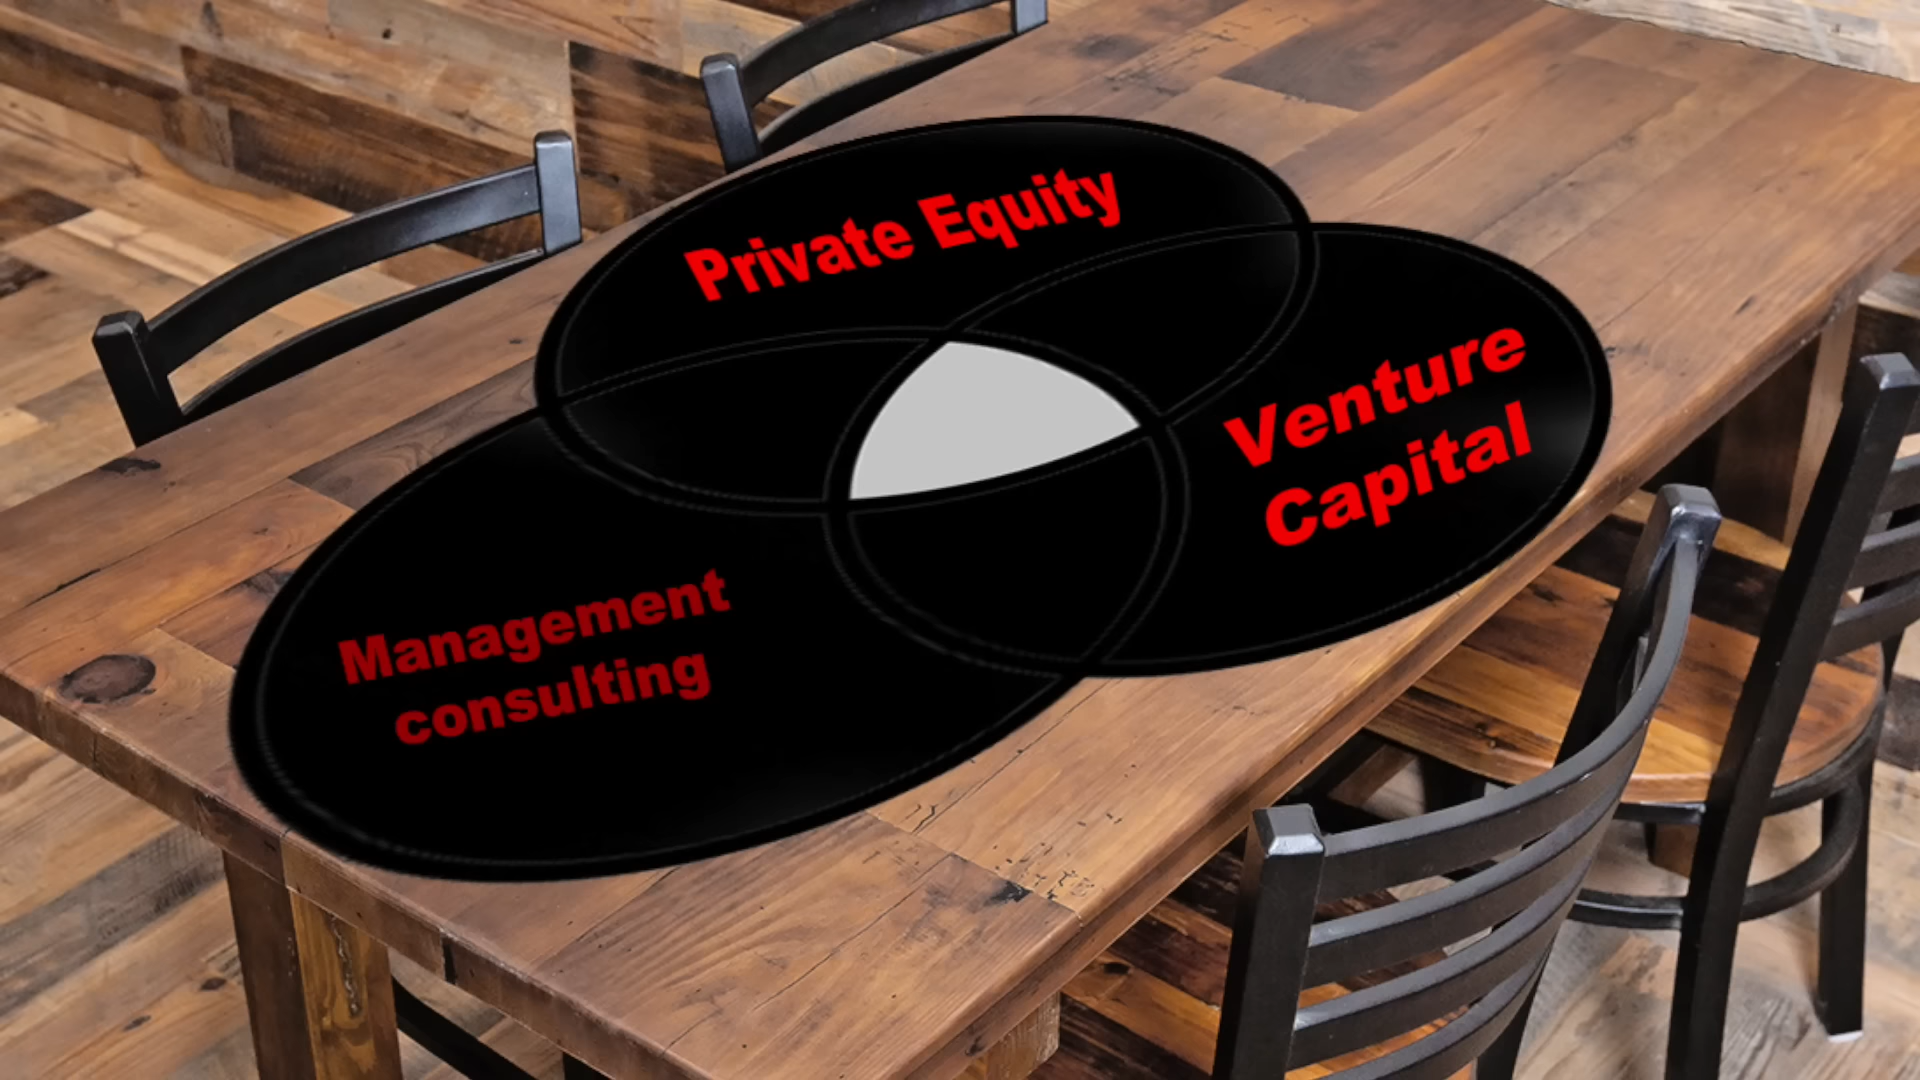 Private Equity
Venture
Capital
Management
consulting